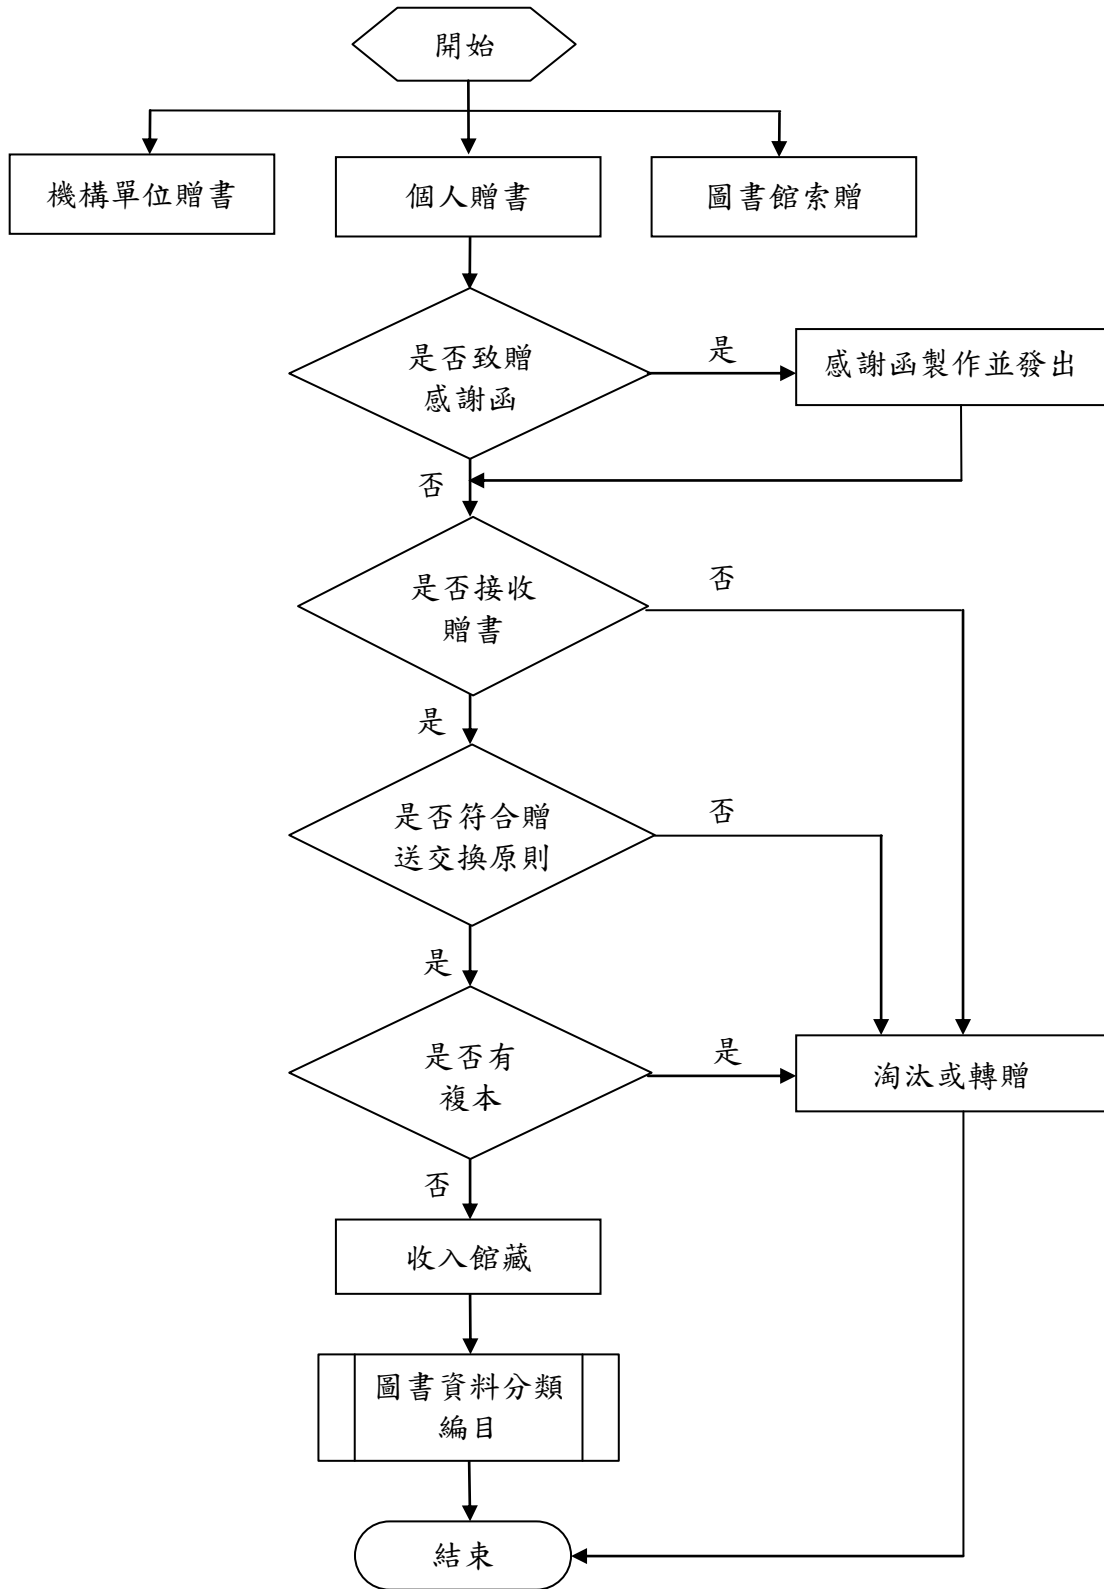 開始
機構單位贈書
個人贈書
圖書館索贈
是否致贈
感謝函
是
感謝函製作並發出
否
是否接收
贈書
否
是
是否符合贈
送交換原則
否
是
是否有
複本
是
淘汰或轉贈
否
收入館藏
圖書資料分類
編目
結束